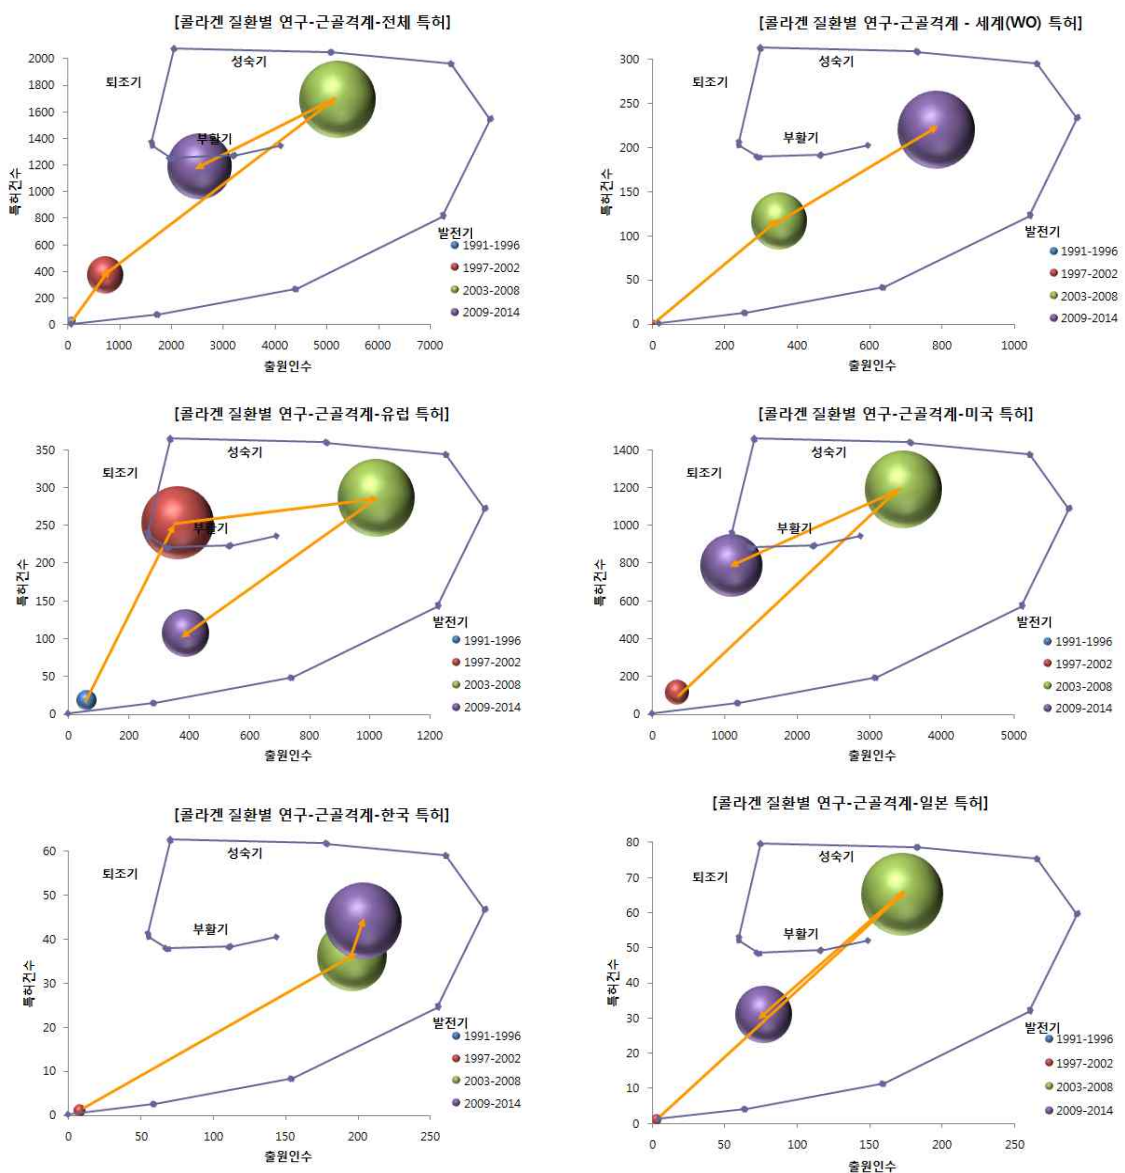 [콜라겐 질환별 연구-근골격계-전체 특허]
2000
1800
1600
1400
1200
1000
800
600
400
200
0
0 1000 2000 3000 4000 5000 6000 7000
특허건수
출원인수
퇴조기
성숙기
부활기
발전기
1991-1996
1997-2002
2003-2008
2009-2014
[콜라겐 질환별 연구-근골격계 - 세계(WO) 특허]
300
250
200
150
100
50
0
0 200 400 600 800 1000
특허건수
출원인수
퇴조기
성숙기
부활기
발전기
1991-1996
1997-2002
2003-2008
2009-2014
[콜라겐 질환별 연구-근골격계-유럽 특허]
350
300
250
200
150
100
50
0
0 200 400 600 800 1000 1200
특허건수
출원인수
퇴조기
성숙기
부활기
발전기
1991-1996
1997-2002
2003-2008
2009-2014
[콜라겐 질환별 연구-근골격계-미국 특허]
1400
1200
1000
800
600
400
200
0
0 1000 2000 3000 4000 5000
특허건수
출원인수
퇴조기
성숙기
부활기
발전기
1991-1996
1997-2002
2003-2008
2009-2014
[콜라겐 질환별 연구-근골격계-한국 특허]
60
50
40
30
20
10
0
0 50 100 150 200 250
특허건수
출원인수
퇴조기
성숙기
부활기
발전기
1991-1996
1997-2002
2003-2008
2009-2014
[콜라겐 질환별 연구-근골격계-일본 특허]
80
70
60
50
40
30
20
10
0
0 50 100 150 200 250
특허건수
출원인수
퇴조기
성숙기
부활기
발전기
1991-1996
1997-2002
2003-2008
2009-2014